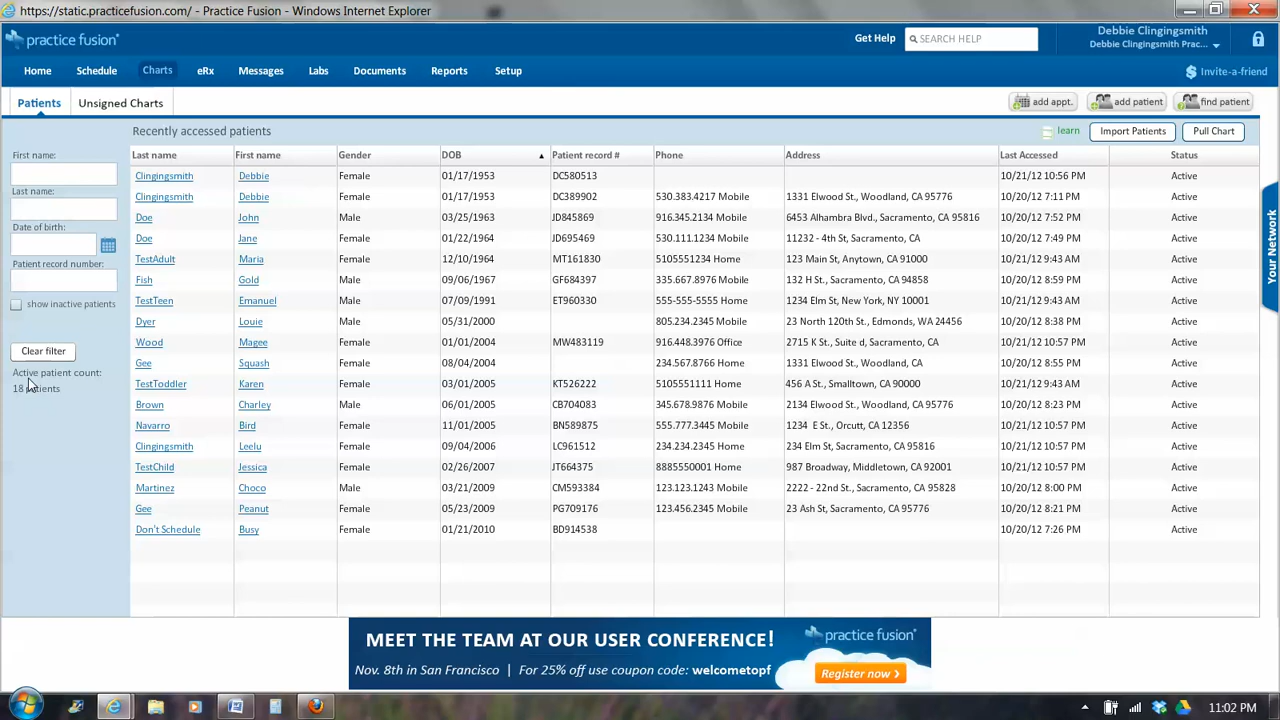 https://static.practicefusion.com/ - Practice Fusion - Windows Internet Explorer
practice fusion
Get Help
SEARCH HELP
Debbie Clingingsmith
Debbie Clingingsmith Prac...
Home Schedule Charts eRx Messages Labs Documents Reports Setup
Invite-a-friend
Patients Unsigned Charts
add appt. add patient find patient
Recently accessed patients
learn Import Patients Pull Chart
First name:
Last name:
Date of birth:
Patient record number:
show inactive patients
Clear filter
Active patient count:
18 patients
Last name First name Gender DOB Patient record # Phone Address Last Accessed Status
Clingingsmith Debbie Female 01/17/1953 DC580513 10/21/12 10:56 PM Active
Clingingsmith Debbie Female 01/17/1953 DC389902 530.383.4217 Mobile 1331 Elwood St., Woodland, CA 95776 10/20/12 7:11 PM Active
Doe John Male 03/25/1963 JD845869 916.345.2134 Mobile 6453 Alhambra Blvd., Sacramento, CA 95816 10/20/12 7:52 PM Active
Doe Jane Female 01/22/1964 JD695469 530.111.1234 Mobile 11232 - 4th St, Sacramento, CA 10/20/12 7:49 PM Active
TestAdult Maria Female 12/10/1964 MT161830 5105551234 Home 123 Main St, Anytown, CA 91000 10/21/12 9:43 AM Active
Fish Gold Female 09/06/1967 GF684397 335.667.8976 Mobile 132 H St., Sacramento, CA 94858 10/20/12 8:59 PM Active
TestTeen Emanuel Male 07/09/1991 ET960330 555-555-5555 Home 1234 Elm St, New York, NY 10001 10/21/12 9:43 AM Active
Dyer Louie Male 05/31/2000 805.234.2345 Mobile 23 North 120th St., Edmonds, WA 24456 10/20/12 8:38 PM Active
Wood Magee Male 08/02/2002 MW483119 916.448.3976 Office 2715 K St., Suite d, Sacramento, CA 10/21/12 10:57 PM Active
Gee Squash Female 08/04/2004 234.567.8766 Home 1331 Elwood St., Woodland, CA 10/20/12 8:55 PM Active
TestToddler Karen Female 03/01/2005 KT526222 5105551111 Home 456 A St., Smalltown, CA 90000 10/21/12 9:43 AM Active
Brown Charley Male 06/01/2005 CB704083 345.678.9876 Mobile 2134 Elwood St., Woodland, CA 95776 10/20/12 8:23 PM Active
Navarro Bird Female 11/01/2005 BN589875 555.777.3445 Mobile 1234 E St., Orcutt, CA 12356 10/21/12 10:57 PM Active
Clingingsmith Leelu Female 09/04/2006 LC961512 234.234.2345 Home 234 Elm St, Sacramento, CA 95816 10/21/12 10:57 PM Active
TestChild Jessica Female 02/26/2007 JT664375 8885550001 Home 987 Broadway, Middletown, CA 92001 10/21/12 10:57 PM Active
Martinez Choco Male 03/21/2009 CM593384 123.123.1243 Mobile 2222 - 22nd St., Sacramento, CA 95828 10/20/12 8:00 PM Active
Gee Peanut Female 05/23/2009 PG709176 123.456.2345 Mobile 23 Ash St, Sacramento, CA 95776 10/20/12 8:21 PM Active
Don't Schedule Busy Female 01/21/2010 BD914538 10/20/12 7:26 PM Active
Your Network
MEET THE TEAM AT OUR USER CONFERENCE!
Nov. 8th in San Francisco | For 25% off use coupon code: welcometopf
practice fusion
Register now
11:02 PM